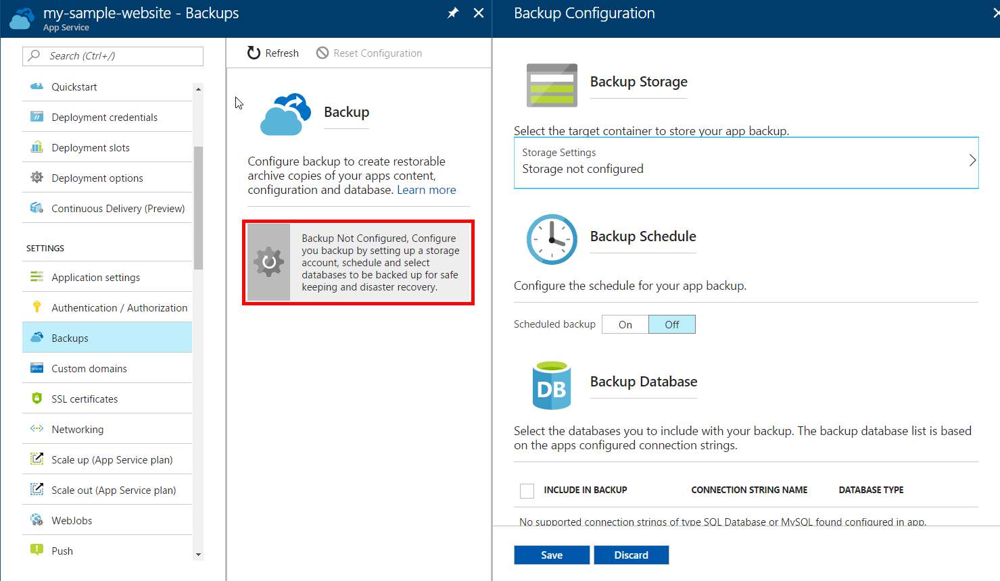 my-sample-website - Backups
App Service
Search (Ctrl+/)
Quickstart
Deployment credentials
Deployment slots
Deployment options
Continuous Delivery (Preview)
SETTINGS
Application settings
Authentication / Authorization
Backups
Custom domains
www
SSL certificates
Networking
Scale up (App Service plan)
Scale out (App Service plan)
WebJobs
Push
Refresh
Reset Configuration
Backup
Configure backup to create restorable
archive copies of your apps content,
configuration and database. Learn more
Backup Not Configured, Configure
you backup by setting up a storage
account, schedule and select
databases to be backed up for safe
keeping and disaster recovery.
Backup Configuration
Backup Storage
Select the target container to store your app backup.
Storage Settings
Storage not configured
Backup Schedule
Configure the schedule for your app backup.
Scheduled backup On Off
DB
Backup Database
Select the databases you to include with your backup. The backup database list is based
on the apps configured connection strings.
INCLUDE IN BACKUP CONNECTION STRING NAME DATABASE TYPE
No supported connection strings of type SQL Database or MySQL found configured in app.
Save Discard